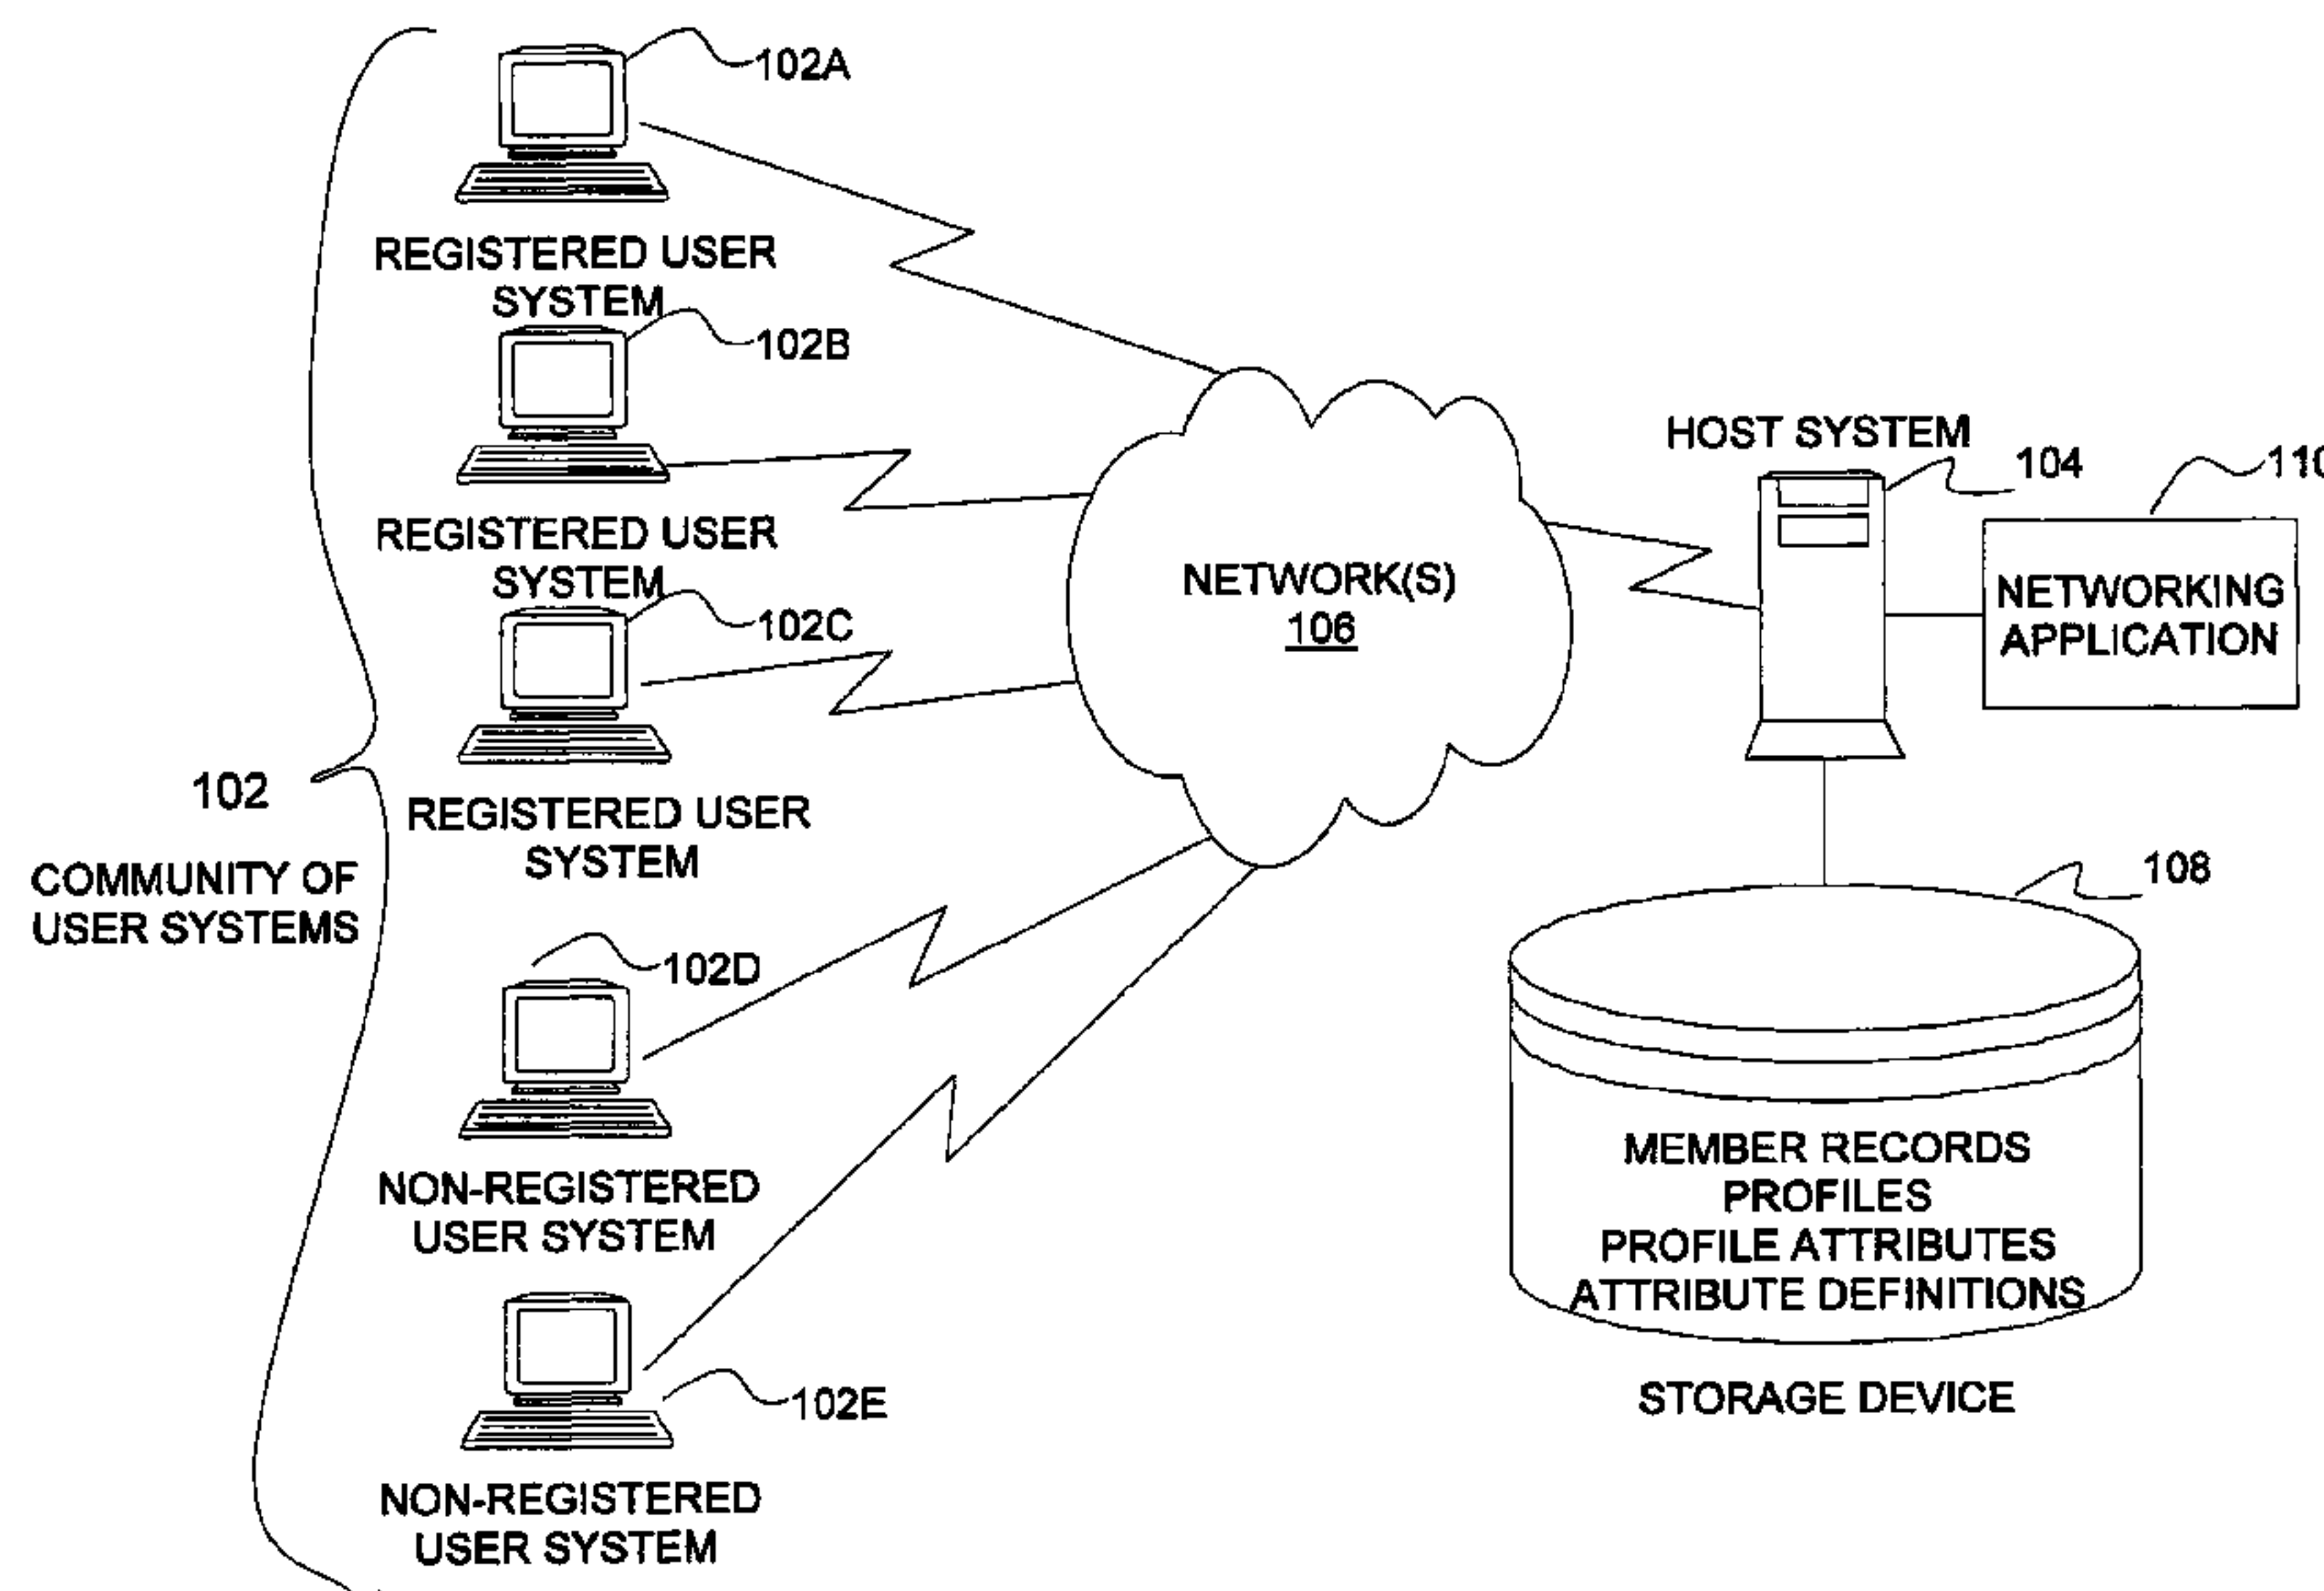 102A
REGISTERED USER
SYSTEM
102B
REGISTERED USER
SYSTEM
102C
REGISTERED USER
SYSTEM
102
COMMUNITY OF
USER SYSTEMS
102D
NON-REGISTERED
USER SYSTEM
102E
NON-REGISTERED
USER SYSTEM
NETWORK(S)
106
HOST SYSTEM
104
110
NETWORKING
APPLICATION
108
MEMBER RECORDS
PROFILES
PROFILE ATTRIBUTES
ATTRIBUTE DEFINITIONS
STORAGE DEVICE